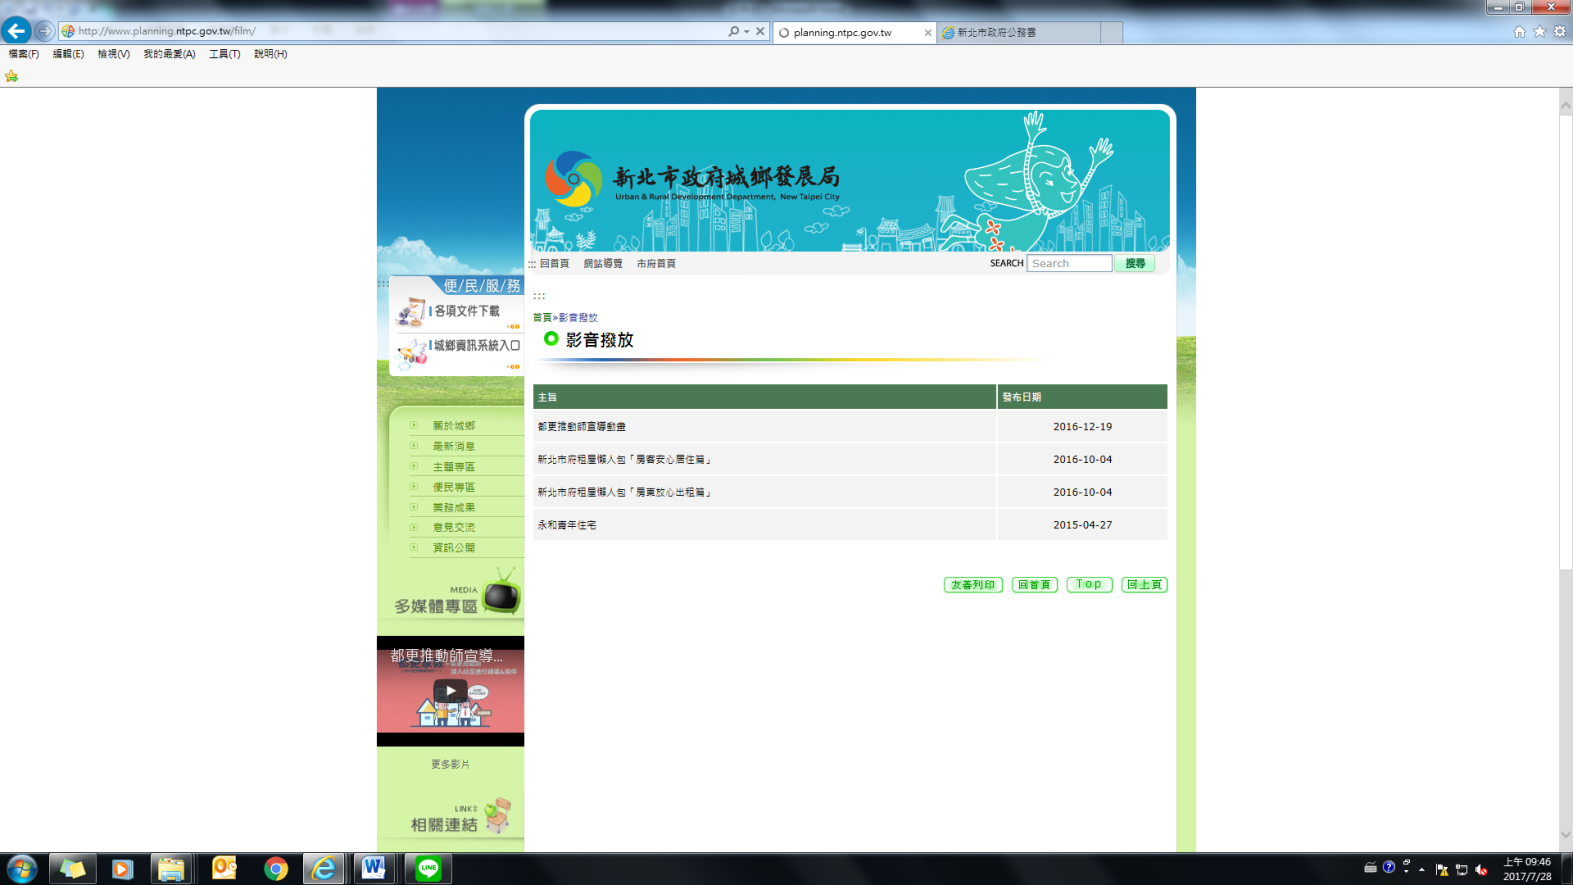 http://www.planning.ntpc.gov.tw/film/
planning.ntpc.gov.tw
新北市政府公務雲
檔案(F) 編輯(E) 檢視(V) 我的最愛(A) 工具(T) 說明(H)
新北市政府城鄉發展局
Urban & Rural Development Department, New Taipei City
::: 回首頁 網站導覽 市府首頁
SEARCH Search 搜尋
:::
便/民/服/務
各項文件下載
GO
城鄉資訊系統入口
GO
:::
首頁»影音撥放
影音撥放
主旨 發布日期
都更推動師宣導動畫 2016-12-19
新北市府租屋懶人包「房客安心居住篇」 2016-10-04
新北市府租屋懶人包「房東放心出租篇」 2016-10-04
永和青年住宅 2015-04-27
友善列印 回首頁 Top 回上頁
關於城鄉
最新消息
主題專區
便民專區
業務成果
意見交流
資訊公開
MEDIA
多媒體專區
都更推動師宣導...
更多影片
LINKS
相關連結
LINE
上午 09:46
2017/7/28